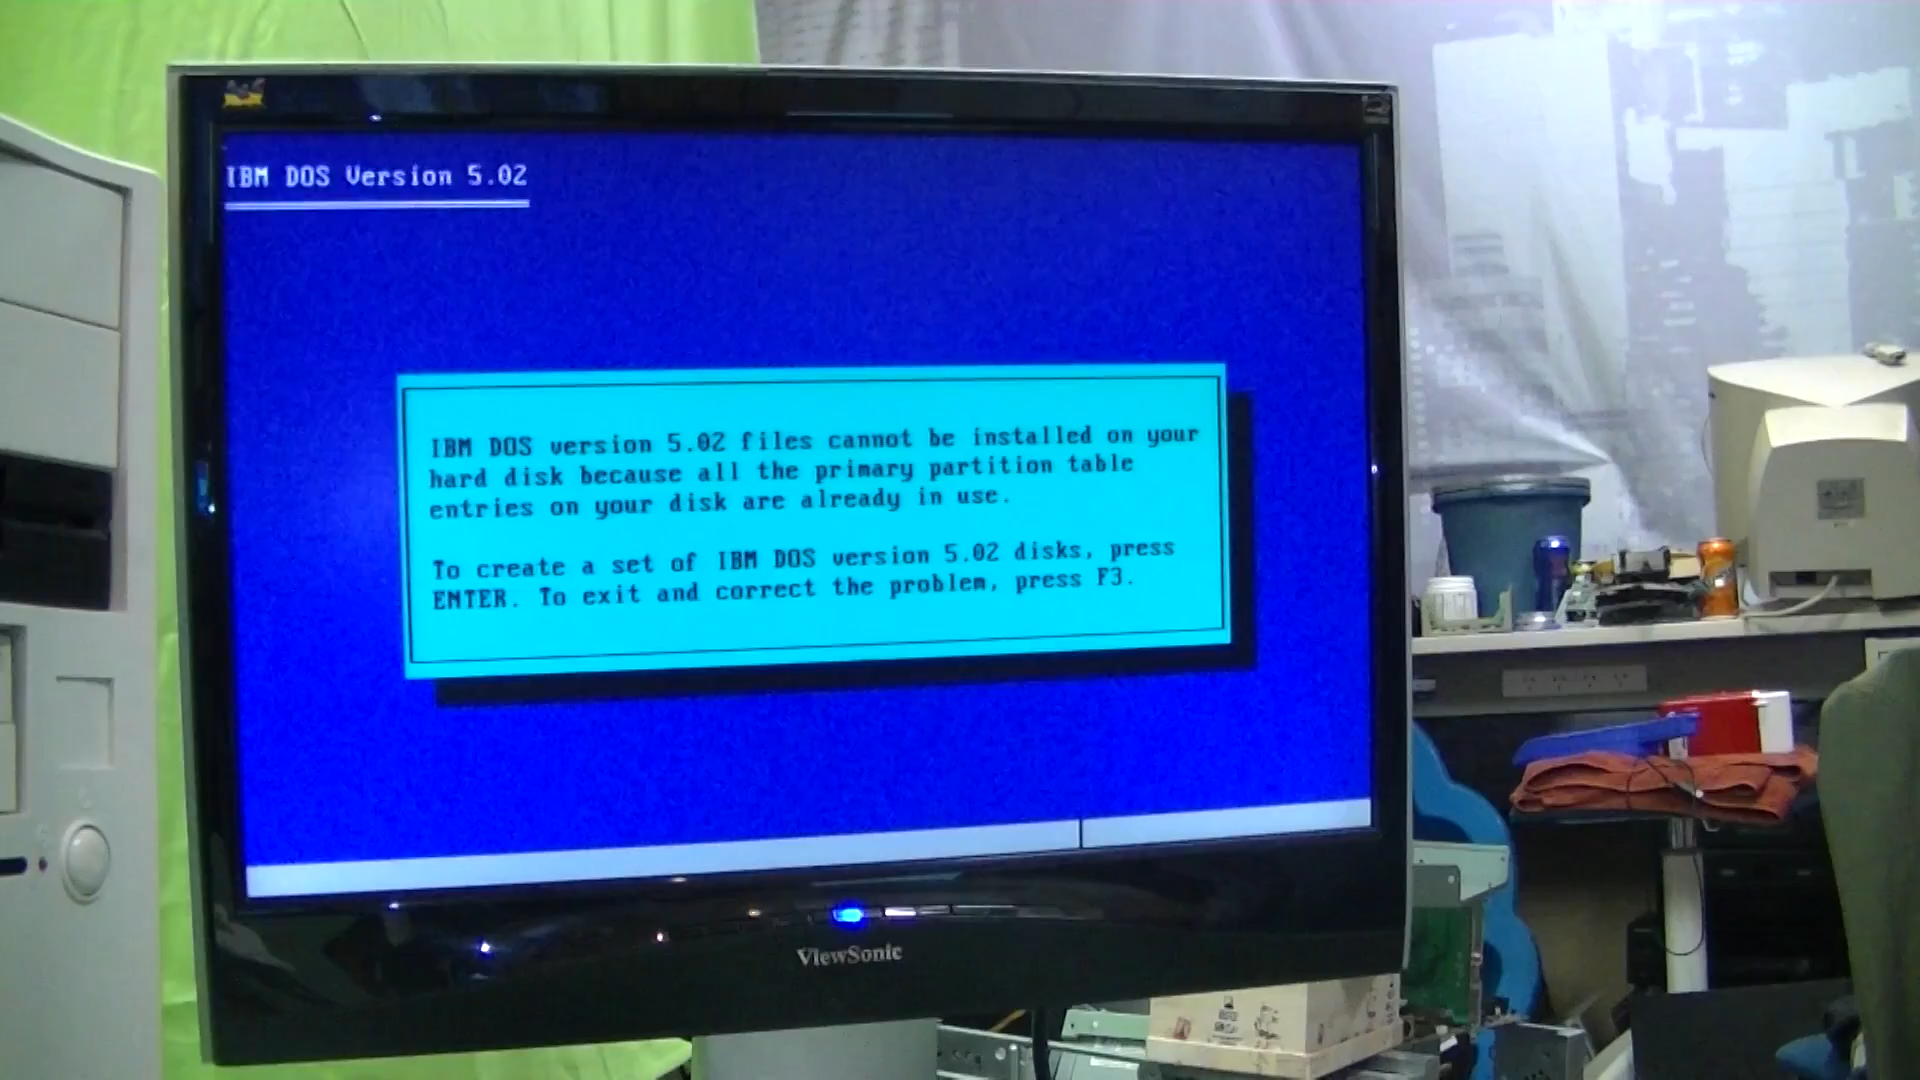 IBM DOS Version 5.02
IBM DOS version 5.02 files cannot be installed on your
hard disk because all the primary partition table
entries on your disk are already in use.
To create a set of IBM DOS version 5.02 disks, press
ENTER. To exit and correct the problem, press F3.
ViewSonic